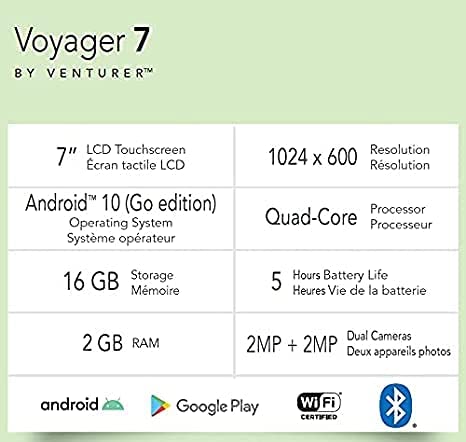 Voyager 7
BY VENTURER™
7" LCD Touchscreen
Écran tactile LCD
1024 x 600 Resolution
Résolution
Android™ 10 (Go edition)
Operating System
Système opérateur
Quad-Core Processor
Processeur
16 GB Storage
Mémoire
5 Hours Battery Life
Heures Vie de la batterie
2 GB RAM
2MP + 2MP Dual Cameras
Deux appareils photos
android
Google Play
Wi Fi
CERTIFIED